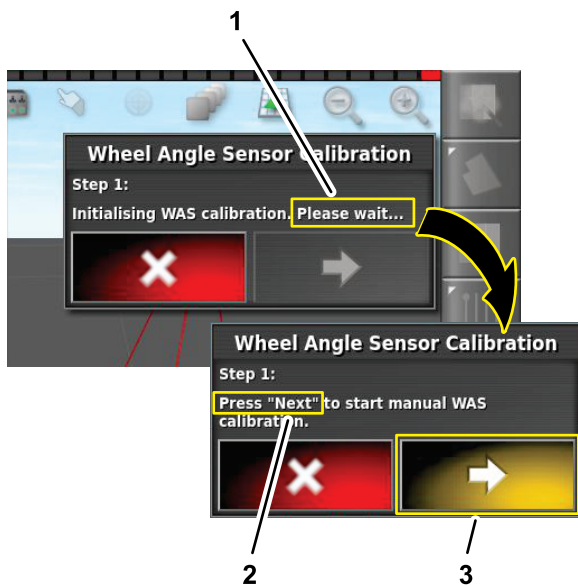 1
Wheel Angle Sensor Calibration
Step 1:
Initialising WAS calibration. Please wait...
Wheel Angle Sensor Calibration
Step 1:
Press "Next" to start manual WAS
calibration.
2
3